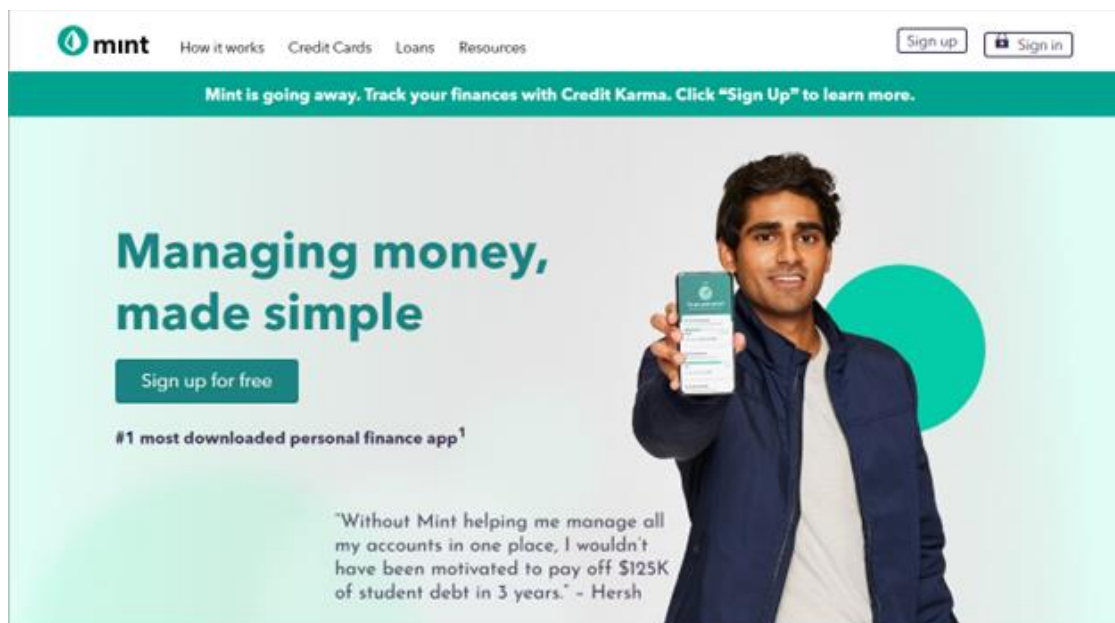 mint
How it works Credit Cards Loans Resources
Sign up
Sign in
Mint is going away. Track your finances with Credit Karma. Click “Sign Up” to learn more.
Managing money,
made simple
Sign up for free
#1 most downloaded personal finance app¹
"Without Mint helping me manage all
my accounts in one place, I wouldn't
have been motivated to pay off $125K
of student debt in 3 years." – Hersh